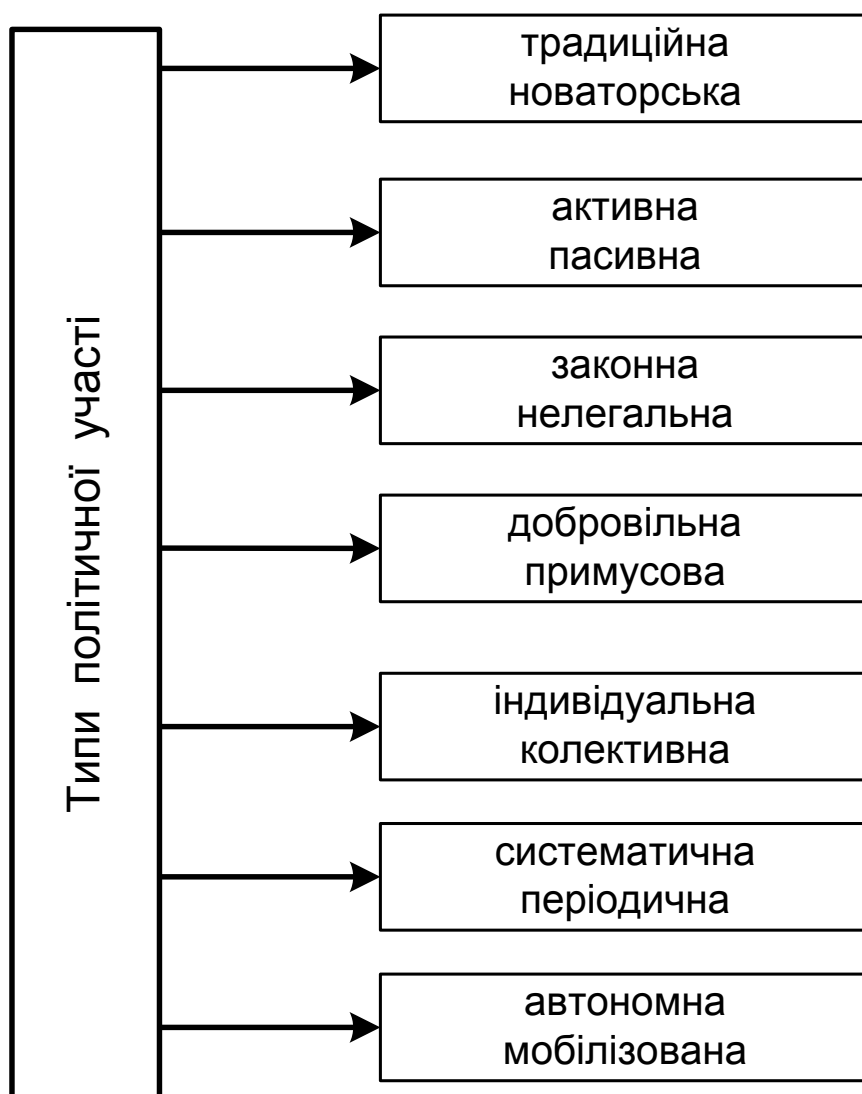 Типи політичної участі
традиційна
новаторська
активна
пасивна
законна
нелегальна
добровільна
примусова
індивідуальна
колективна
систематична
періодична
автономна
мобілізована